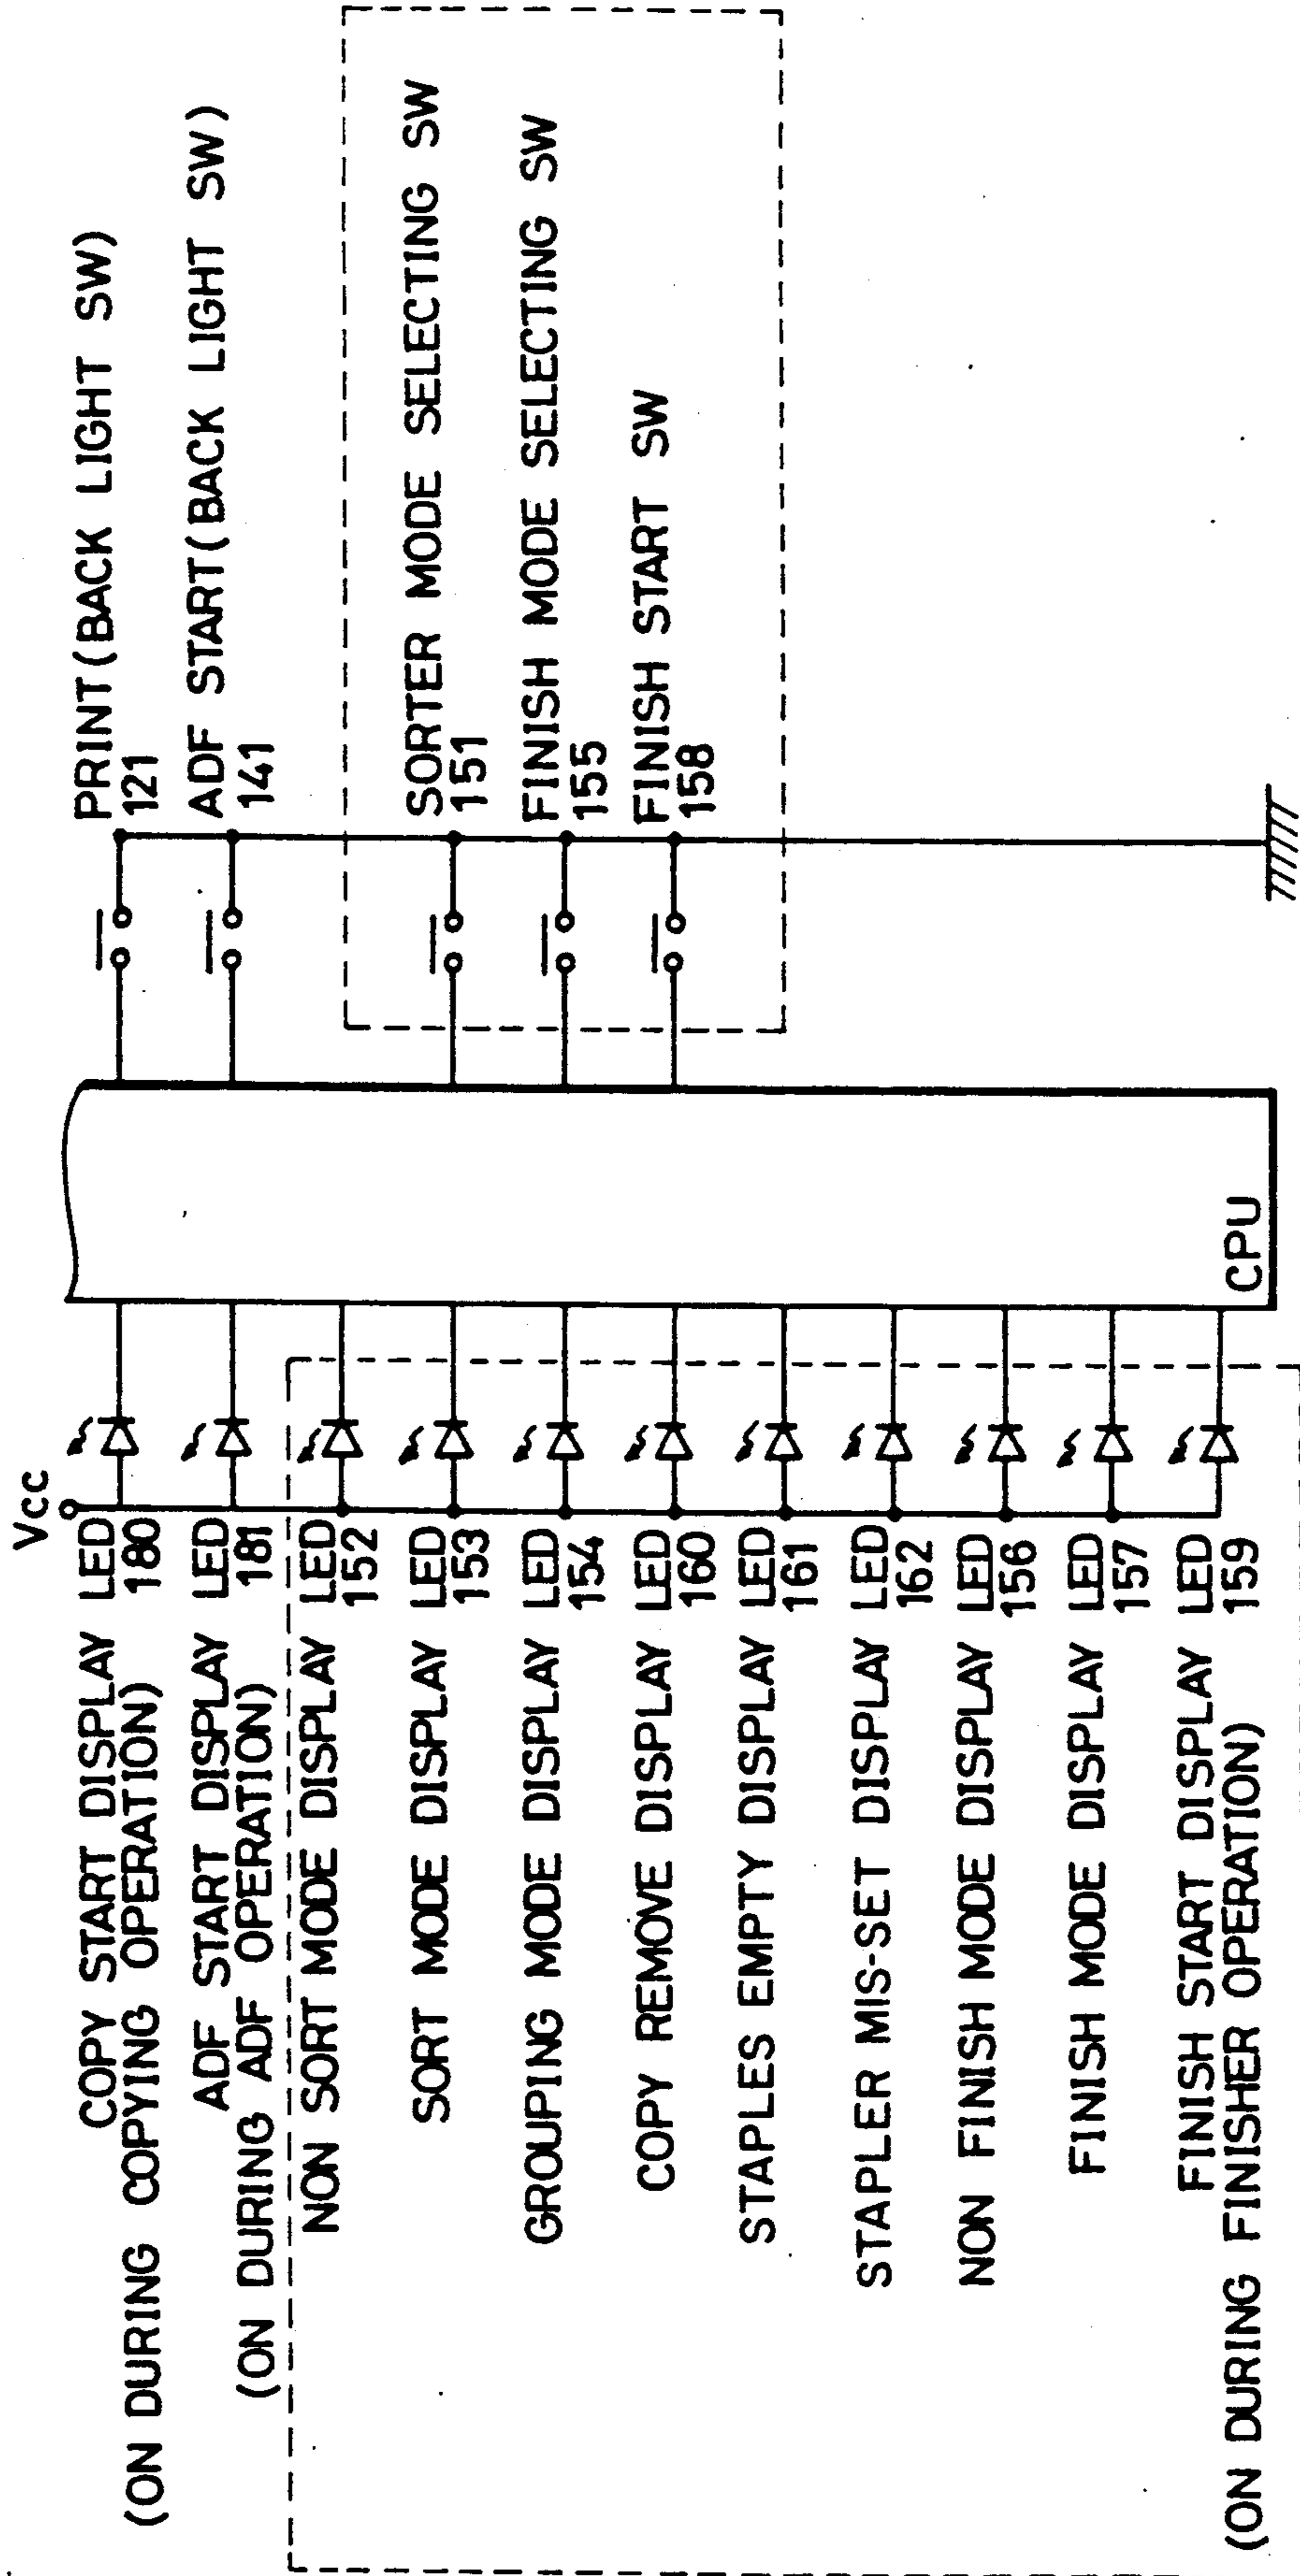 Vcc
COPY START DISPLAY LED
(ON DURING COPYING OPERATION) 180
ADF START DISPLAY LED
(ON DURING ADF OPERATION) 181
NON SORT MODE DISPLAY LED
152
SORT MODE DISPLAY LED
153
GROUPING MODE DISPLAY LED
154
COPY REMOVE DISPLAY LED
160
STAPLES EMPTY DISPLAY LED
161
STAPLER MIS-SET DISPLAY LED
162
NON FINISH MODE DISPLAY LED
156
FINISH MODE DISPLAY LED
157
FINISH START DISPLAY LED
(ON DURING FINISHER OPERATION) 159
CPU
PRINT(BACK LIGHT SW)
121
ADF START(BACK LIGHT SW)
141
SORTER MODE SELECTING SW
151
FINISH MODE SELECTING SW
155
FINISH START SW
158